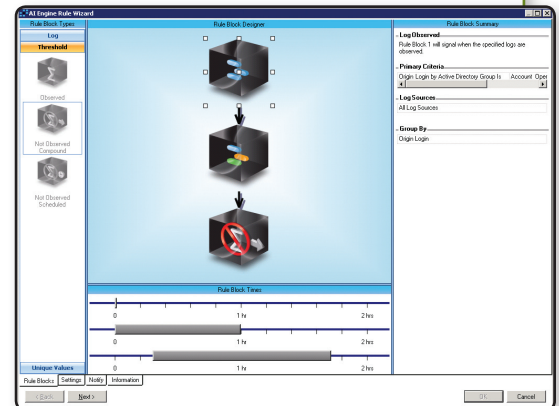 AI Engine Rule Wizard
Rule Block Types
Log
Threshold
Observed
Not Observed
Compound
Not Observed
Scheduled
Unique Values
Rule Block Designer
Rule Block Times
0 1 hr 2 hrs
0 1 hr 2 hrs
0 1 hr 2 hrs
Rule Block Summary
Log Observed
Rule Block 1 will signal when the specified logs are
observed.
Primary Criteria
Origin Login by Active Directory Group Is Account Oper
Log Sources
All Log Sources
Group By
Origin Login
Rule Blocks Settings Notify Information
< Back Next > OK Cancel